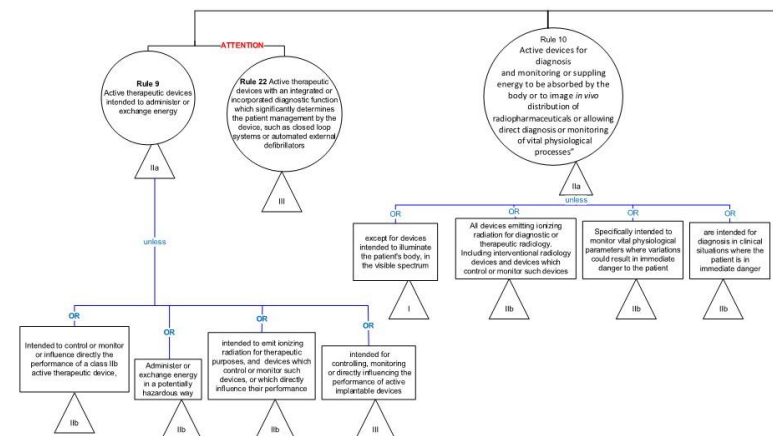 ATTENTION
Rule 9
Active therapeutic devices
intended to administer or
exchange energy
IIa
Rule 22 Active therapeutic
devices with an integrated or
incorporated diagnostic function
which significantly determines
the patient management by the
device, such as closed loop
systems or automated external
defibrillators
III
Rule 10
Active devices for
diagnosis
and monitoring or suppling
energy to be absorbed by the
body or to image in vivo
distribution of
radiopharmaceuticals or allowing
direct diagnosis or monitoring
of vital physiological
processes"
IIa
unless
OR
except for devices
intended to illuminate
the patient's body, in
the visible spectrum
I
OR
All devices emitting ionizing
radiation for diagnostic or
therapeutic radiology.
Including interventional radiology
devices and devices which
control or monitor such devices
IIb
OR
Specifically intended to
monitor vital physiological
parameters where variations
could result in immediate
danger to the patient
IIb
OR
are intended for
diagnosis in clinical
situations where the
patient is in
immediate danger
IIb
unless
OR
Intended to control or monitor
or influence directly the
performance of a class IIb
active therapeutic device,
IIb
OR
Administer or
exchange energy
in a potentially
hazardous way
IIb
OR
intended to emit ionizing
radiation for therapeutic
purposes, and devices which
control or monitor such
devices, or which directly
influence their performance
IIb
OR
intended for
controlling, monitoring
or directly influencing the
performance of active
implantable devices
III